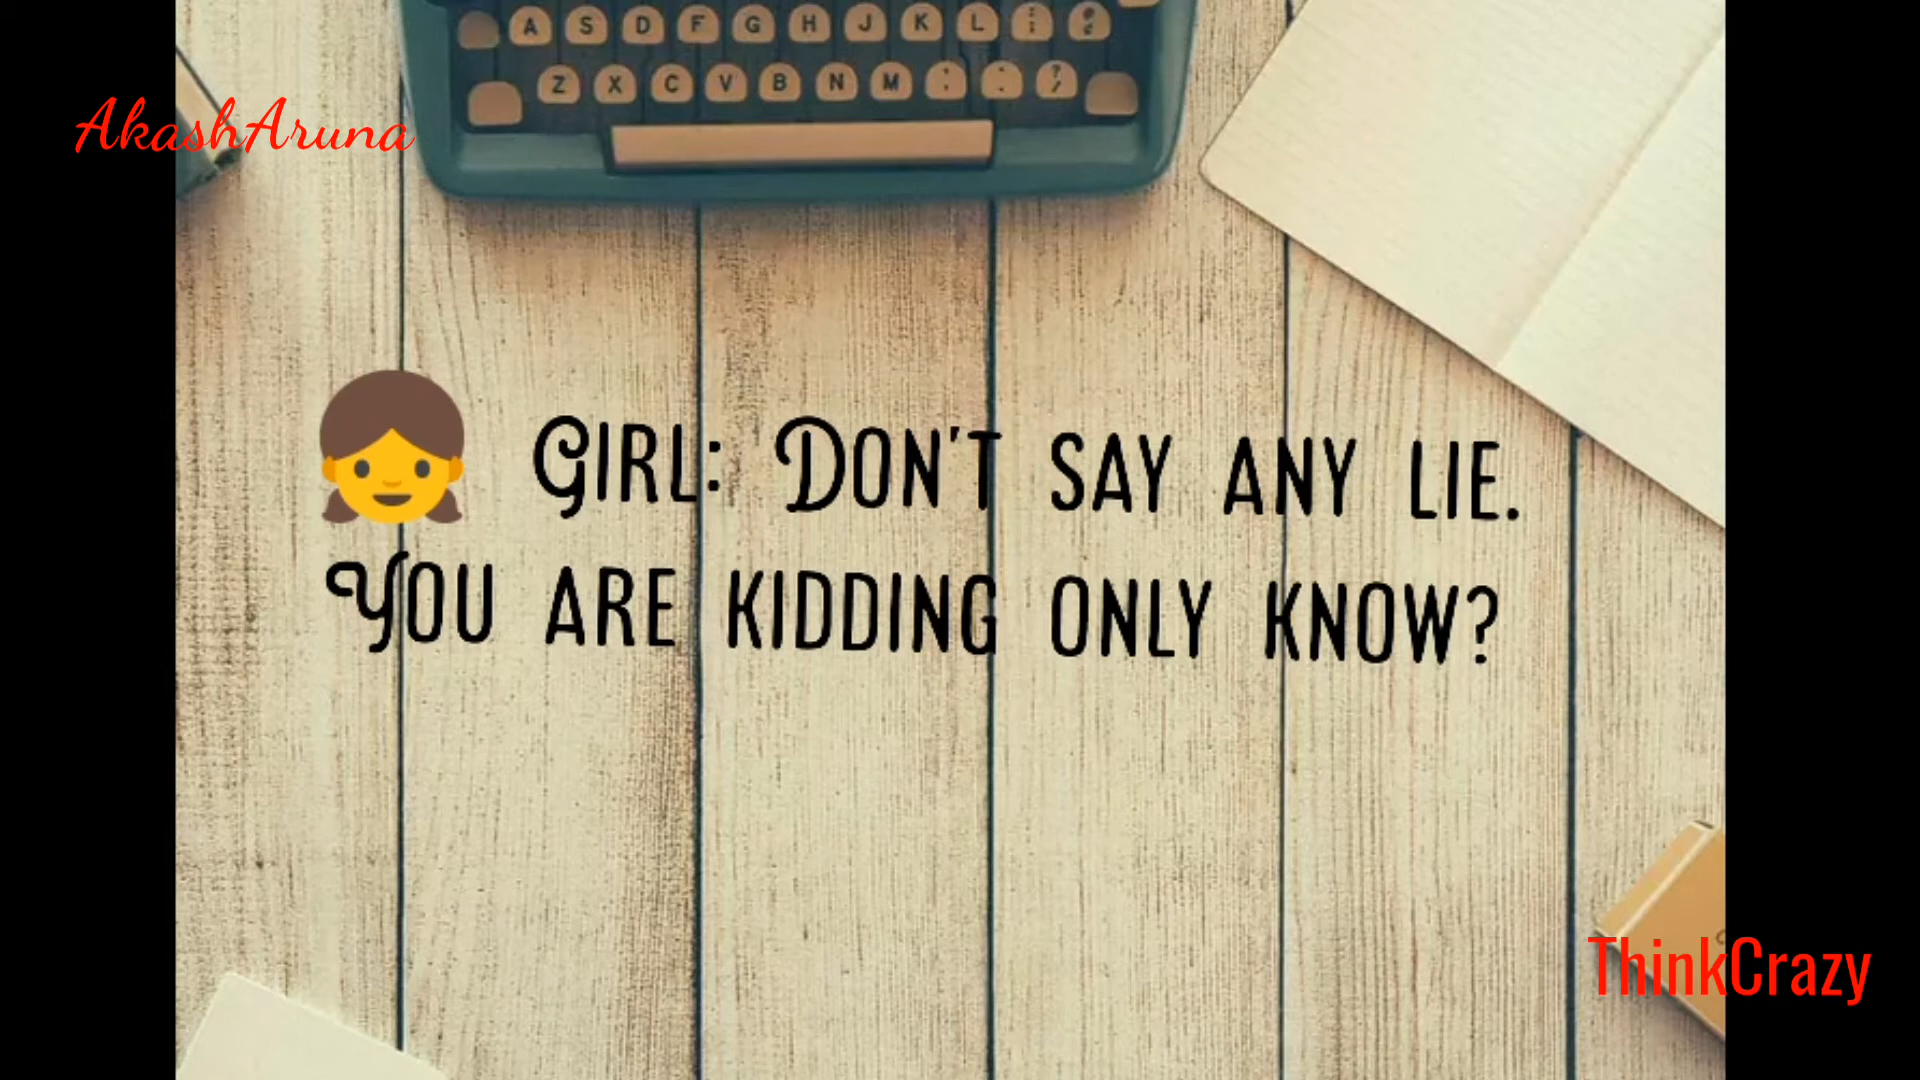 A S D F G H J K L
Z X C V B N M
AkashAruna
Girl: Don't say any lie.
You are kidding only know?
ThinkCrazy